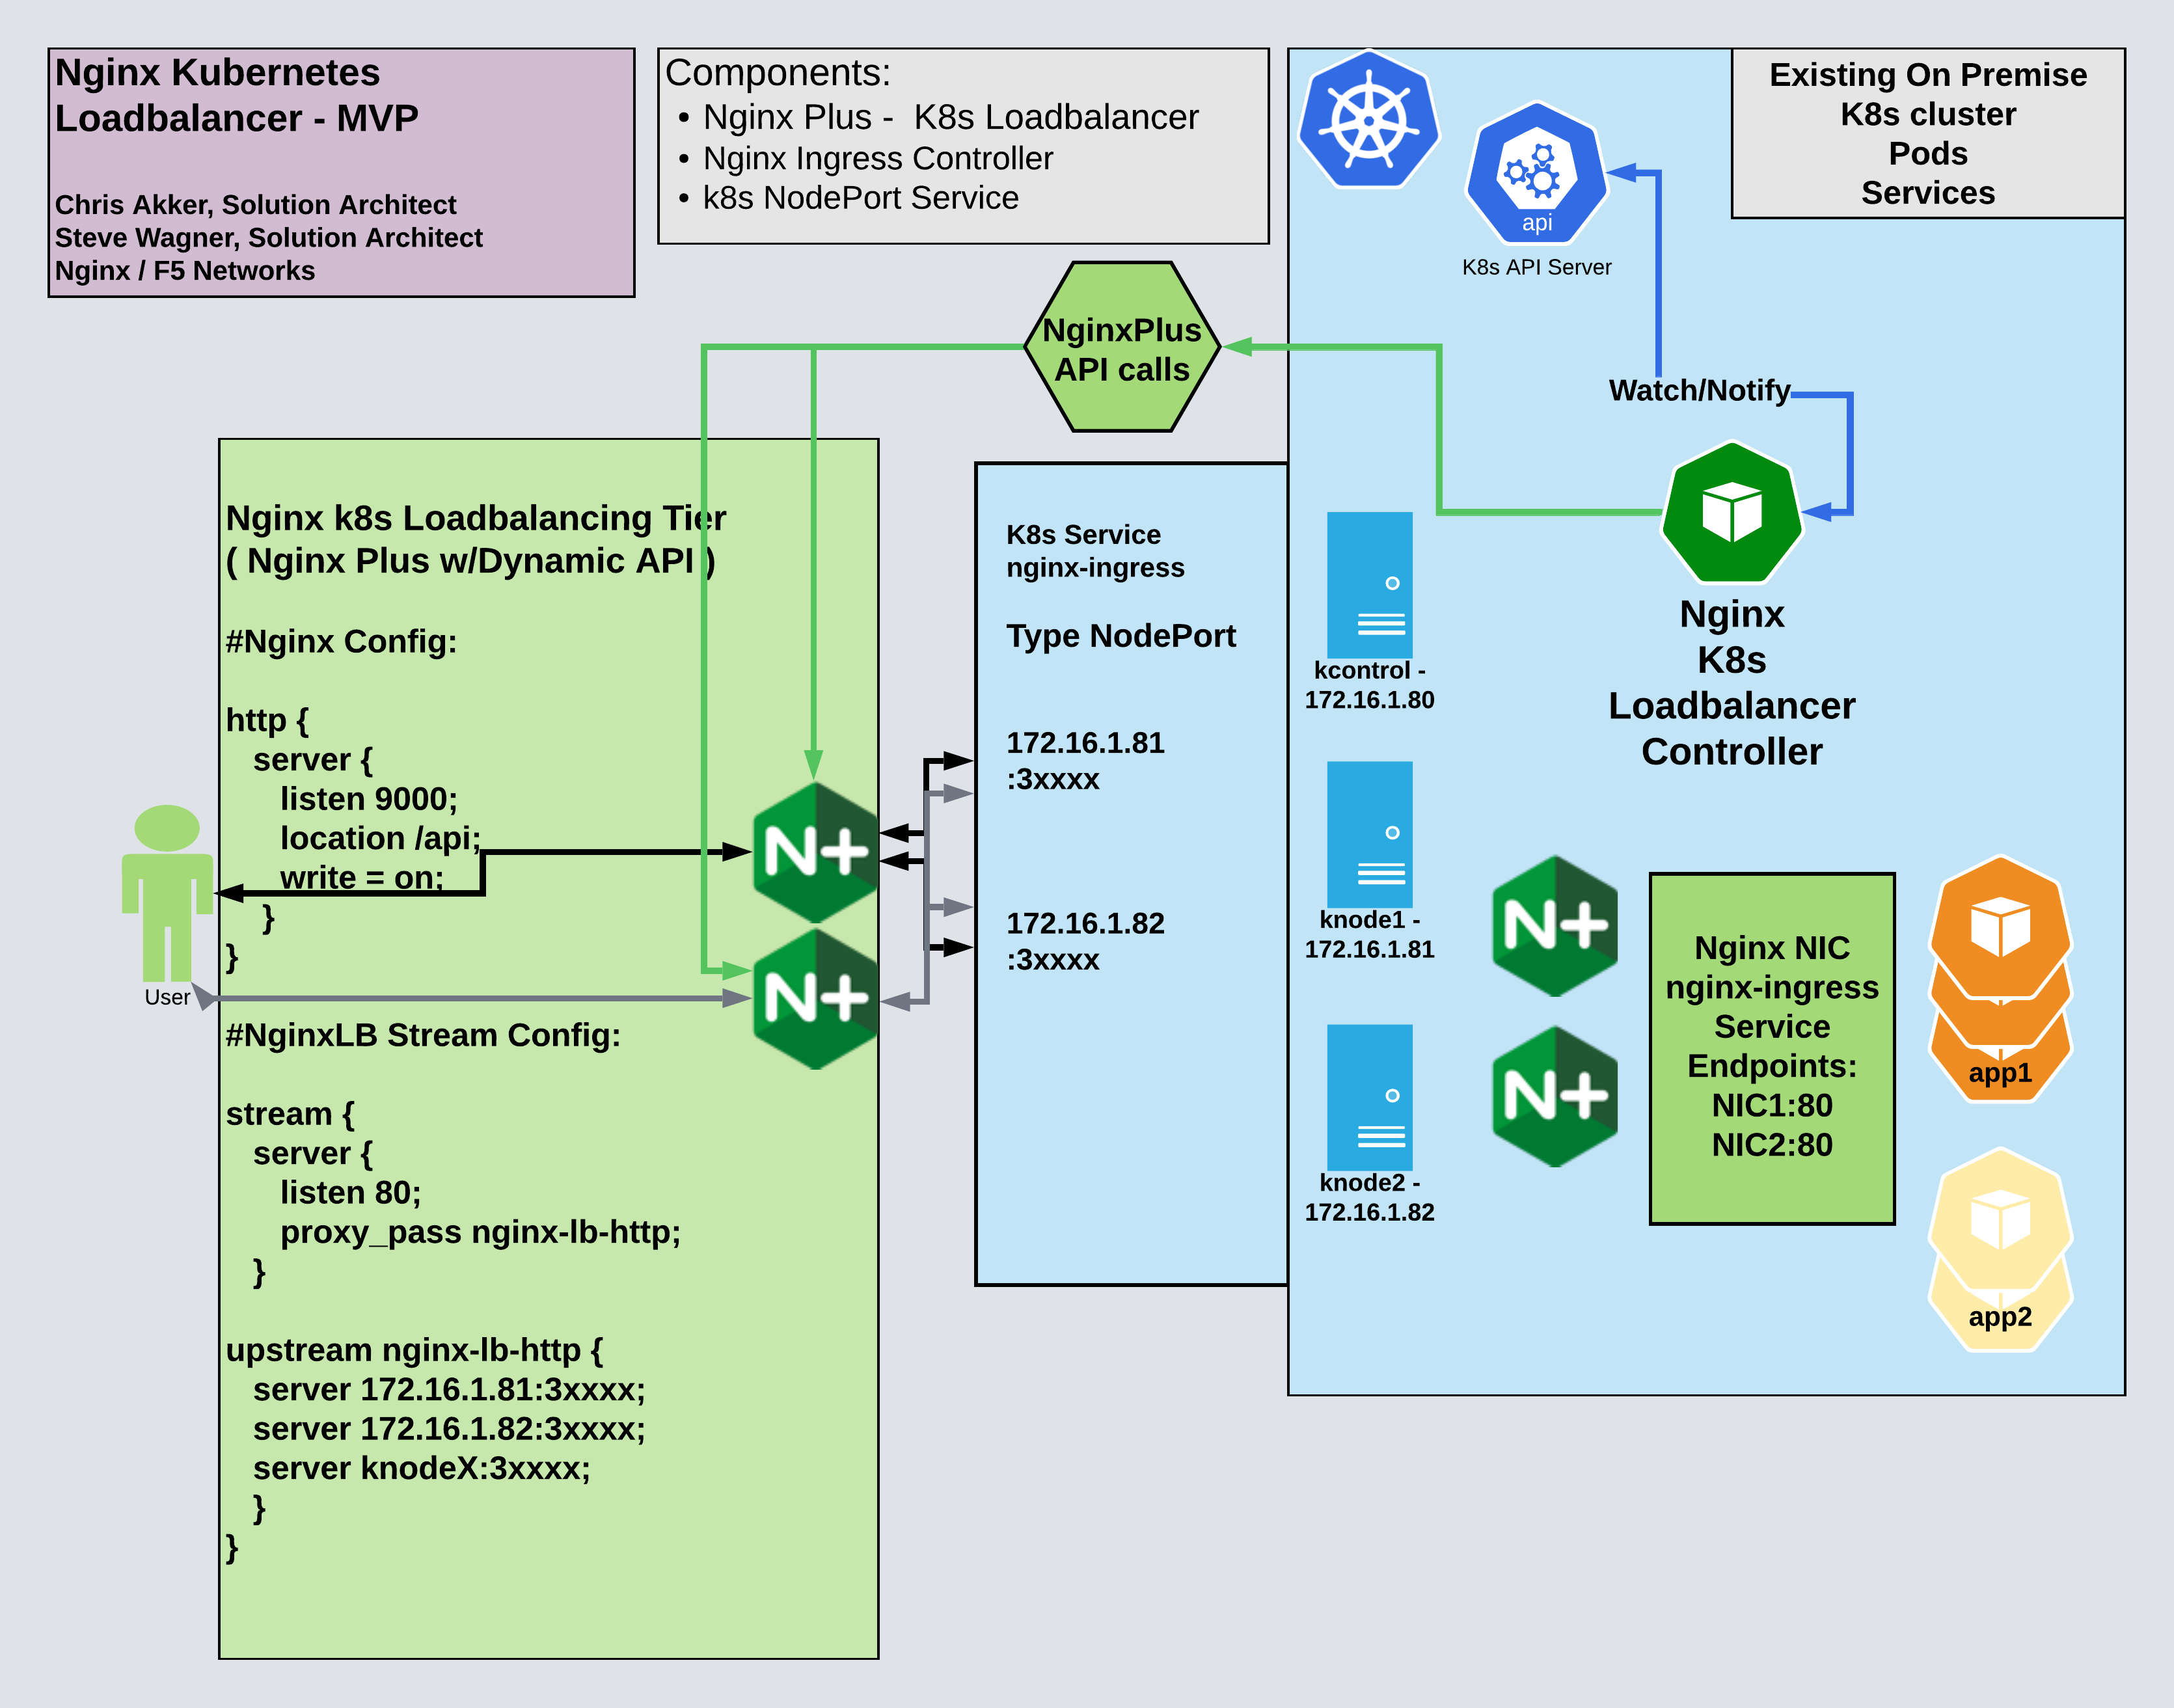 Nginx Kubernetes
Loadbalancer - MVP
Chris Akker, Solution Architect
Steve Wagner, Solution Architect
Nginx / F5 Networks
Components:
• Nginx Plus -  K8s Loadbalancer
• Nginx Ingress Controller
• k8s NodePort Service
Existing On Premise
K8s cluster
Pods
Services
api
K8s API Server
NginxPlus
API calls
Watch/Notify
Nginx k8s Loadbalancing Tier
( Nginx Plus w/Dynamic API )
#Nginx Config:
http {
server {
listen 9000;
location /api;
write = on;
}
}
User
#NginxLB Stream Config:
stream {
server {
listen 80;
proxy_pass nginx-lb-http;
}
upstream nginx-lb-http {
server 172.16.1.81:3xxxx;
server 172.16.1.82:3xxxx;
server knodeX:3xxxx;
}
}
N+
N+
K8s Service
nginx-ingress
Type NodePort
172.16.1.81
:3xxxx
172.16.1.82
:3xxxx
kcontrol -
172.16.1.80
knode1 -
172.16.1.81
knode2 -
172.16.1.82
Nginx
K8s
Loadbalancer
Controller
N+
N+
Nginx NIC
nginx-ingress
Service
Endpoints:
NIC1:80
NIC2:80
app1
app2